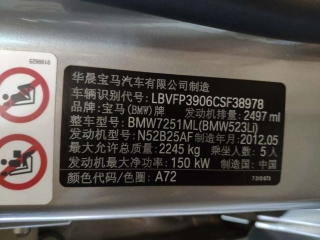 华晨宝马汽车有限公司制造
车辆识别代号: LBVFP3906CSF38978
品牌: 宝马(BMW)牌 发动机排量: 2497 ml
整车型号: BMW7251ML(BMW523Li)
发动机型号: N52B25AF 制造年月: 2012.05
最大允许总质量: 2245 kg 乘坐人数: 5人
发动机最大净功率: 150 kW 制造国: 中国
颜色代码/色圈: A72